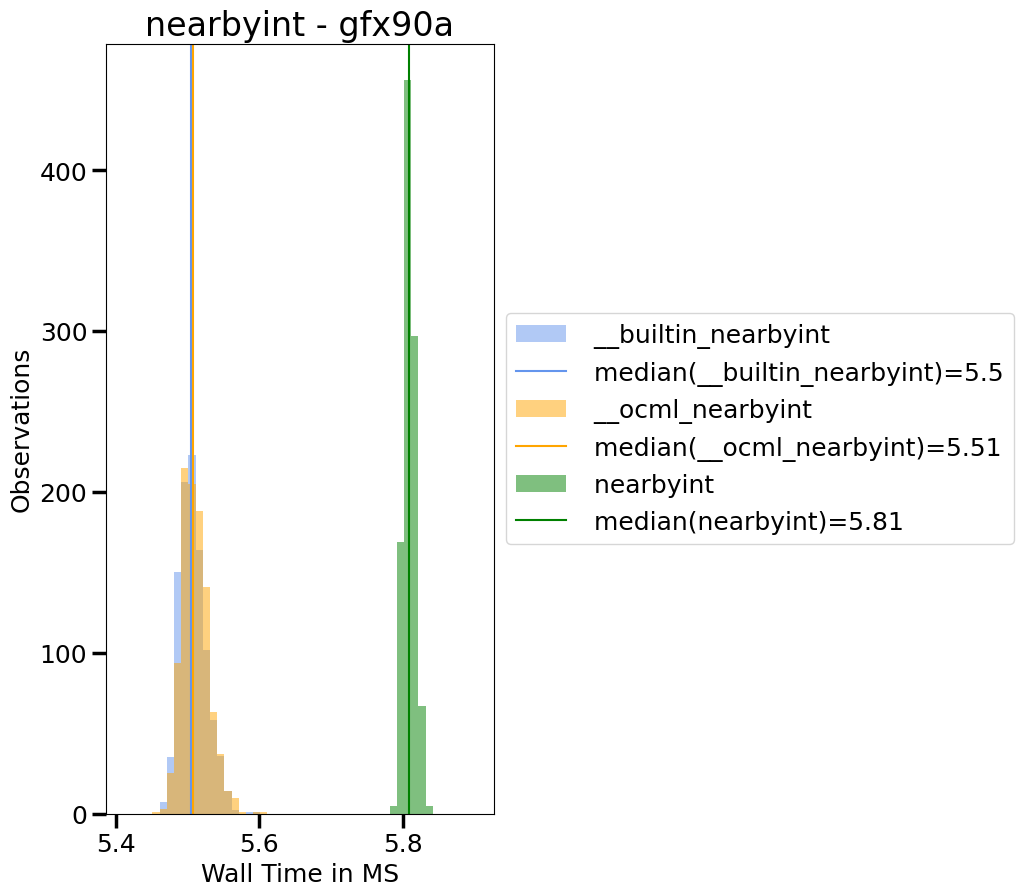 nearbyint - gfx90a
Observations
400
300
200
100
0
5.4 5.6 5.8
Wall Time in MS
__builtin_nearbyint
median(__builtin_nearbyint)=5.5
__ocml_nearbyint
median(__ocml_nearbyint)=5.51
nearbyint
median(nearbyint)=5.81